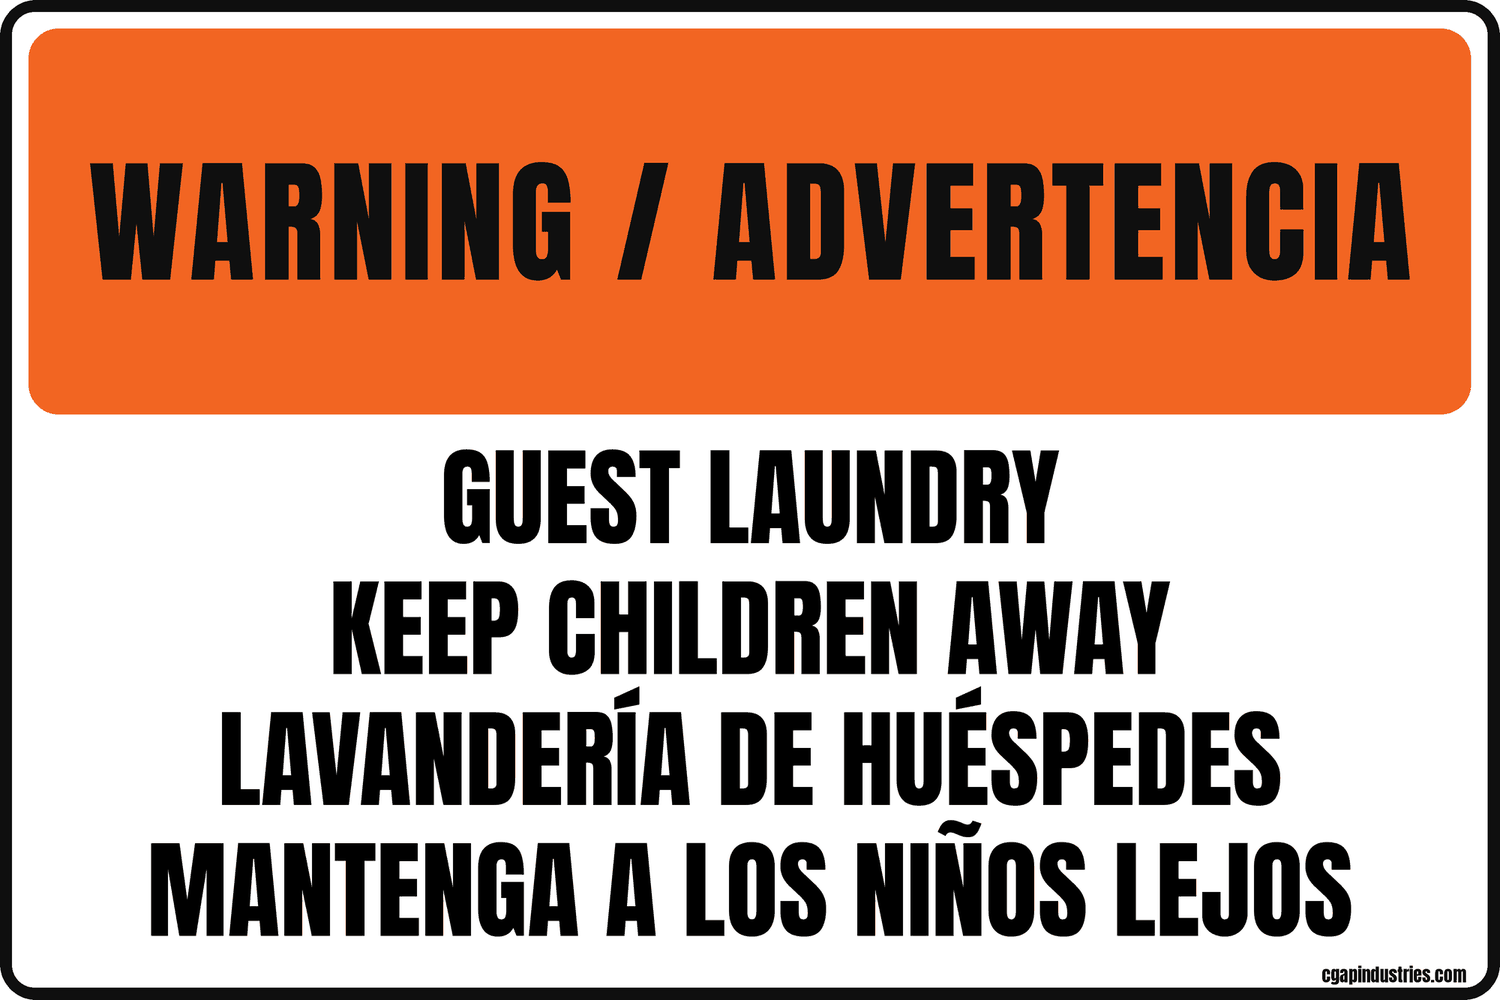 WARNING / ADVERTENCIA
GUEST LAUNDRY
KEEP CHILDREN AWAY
LAVANDERÍA DE HUÉSPEDES
MANTENGA A LOS NIÑOS LEJOS
cgapindustries.com